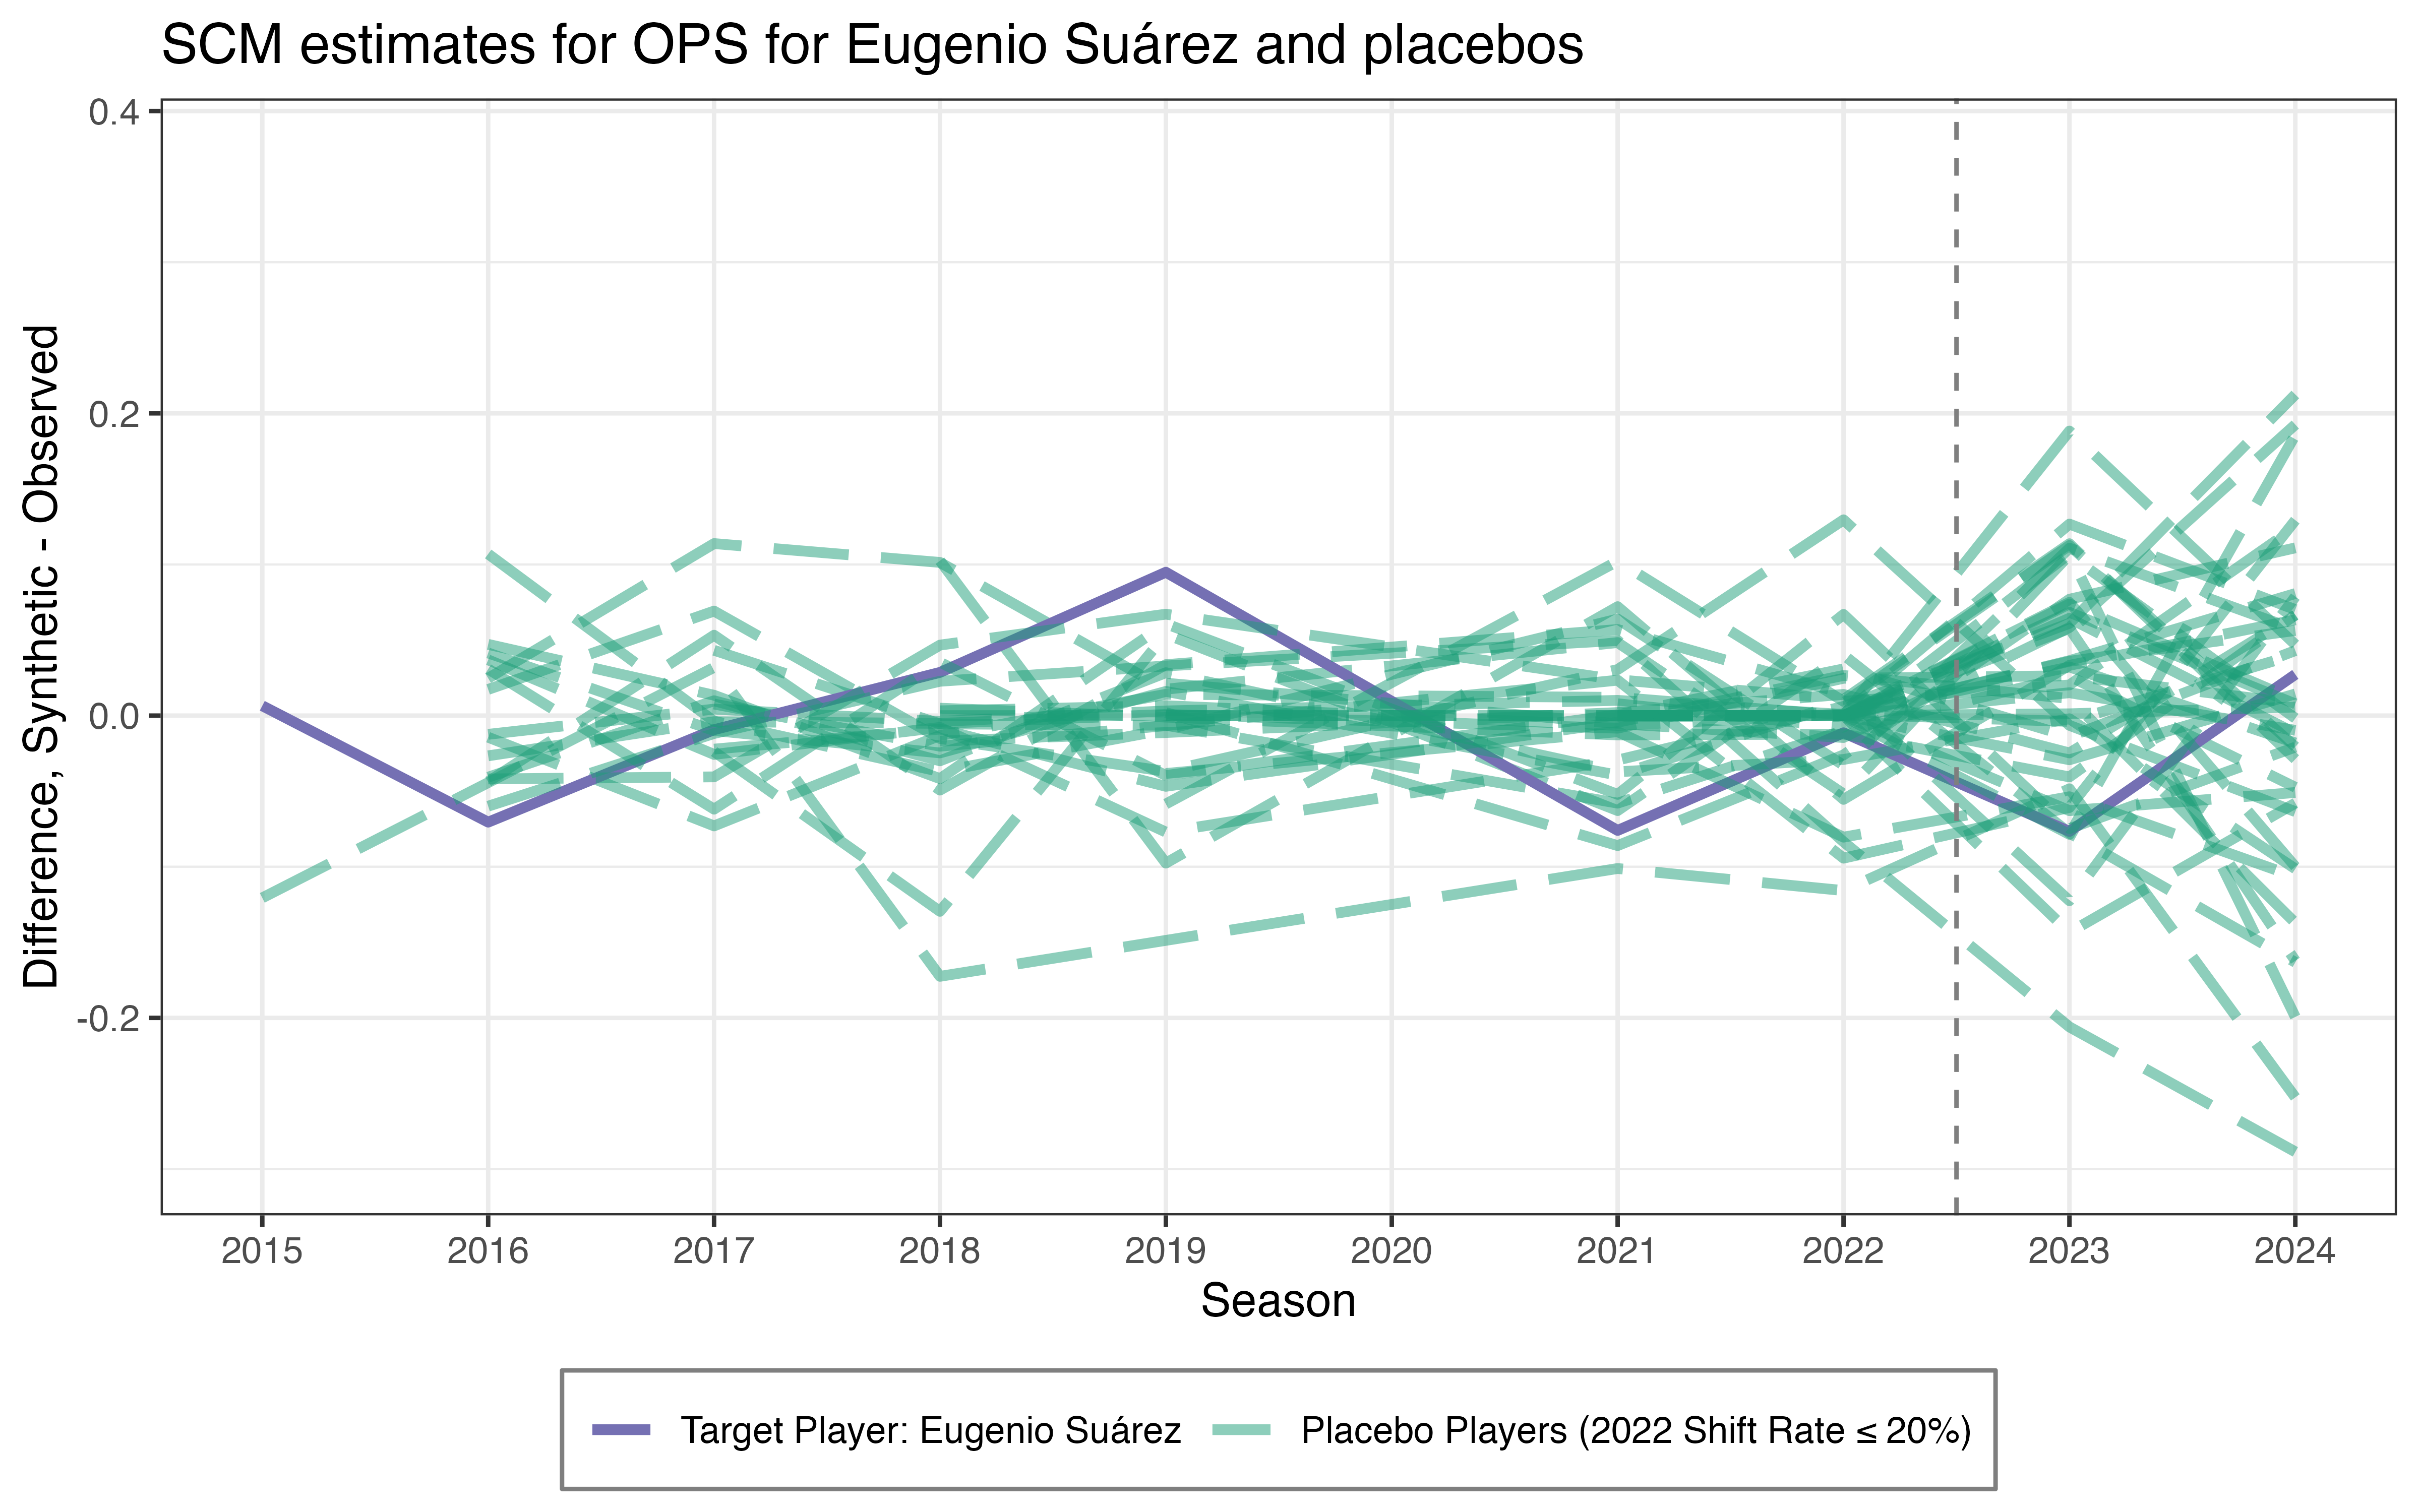 SCM estimates for OPS for Eugenio Suárez and placebos
Difference, Synthetic - Observed
0.4
0.2
0.0
-0.2
2015 2016 2017 2018 2019 2020 2021 2022 2023 2024
Season
Target Player: Eugenio Suárez Placebo Players (2022 Shift Rate ≤ 20%)